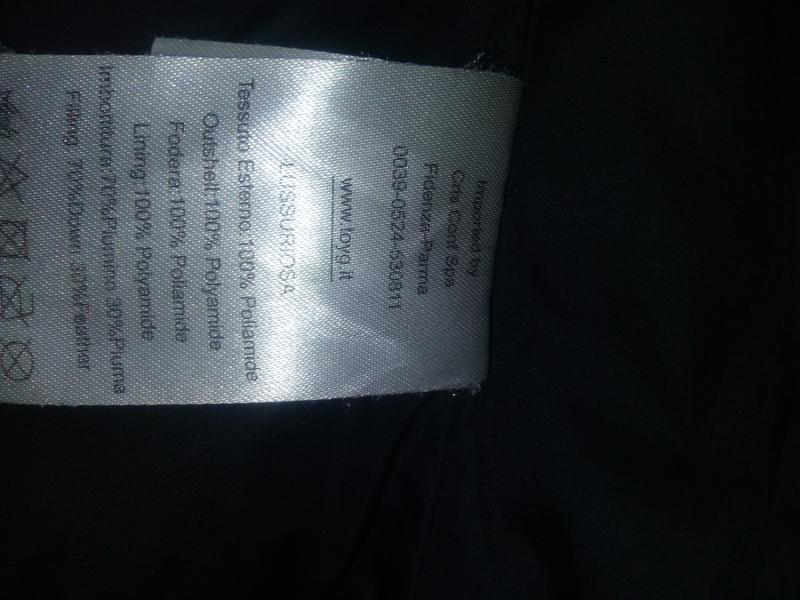 Imported by
Cris Conf Spa
Fidenza-Parma
0039-0524-530811
www.toyg.it
LUSSURIOSA
Tessuto Esterno 100% Poliamide
Outshell 100% Polyamide
Fodera 100% Poliamide
Lining 100% Polyamide
Imbottitura 70%Piumino 30%Piuma
Filling 70%Down 30%Feather